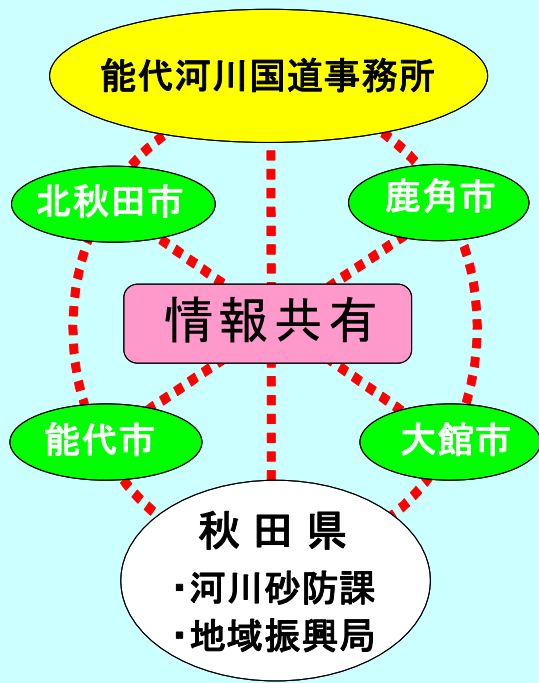 能代河川国道事務所
北秋田市
鹿角市
情報共有
能代市
大館市
秋田県
・河川砂防課
・地域振興局